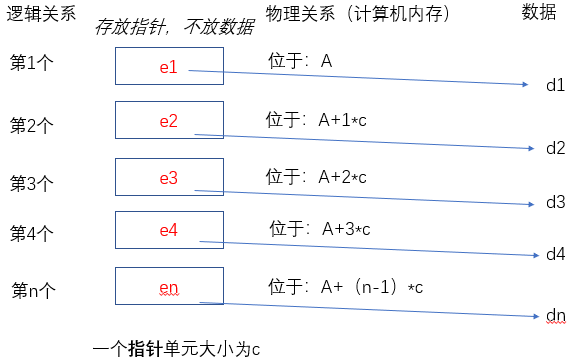 逻辑关系 存放指针，不放数据 物理关系（计算机内存） 数据
第1个 e1 位于：A d1
第2个 e2 位于：A+1*c d2
第3个 e3 位于：A+2*c d3
第4个 e4 位于：A+3*c d4
第n个 en 位于：A+（n-1）*c dn
一个指针单元大小为c